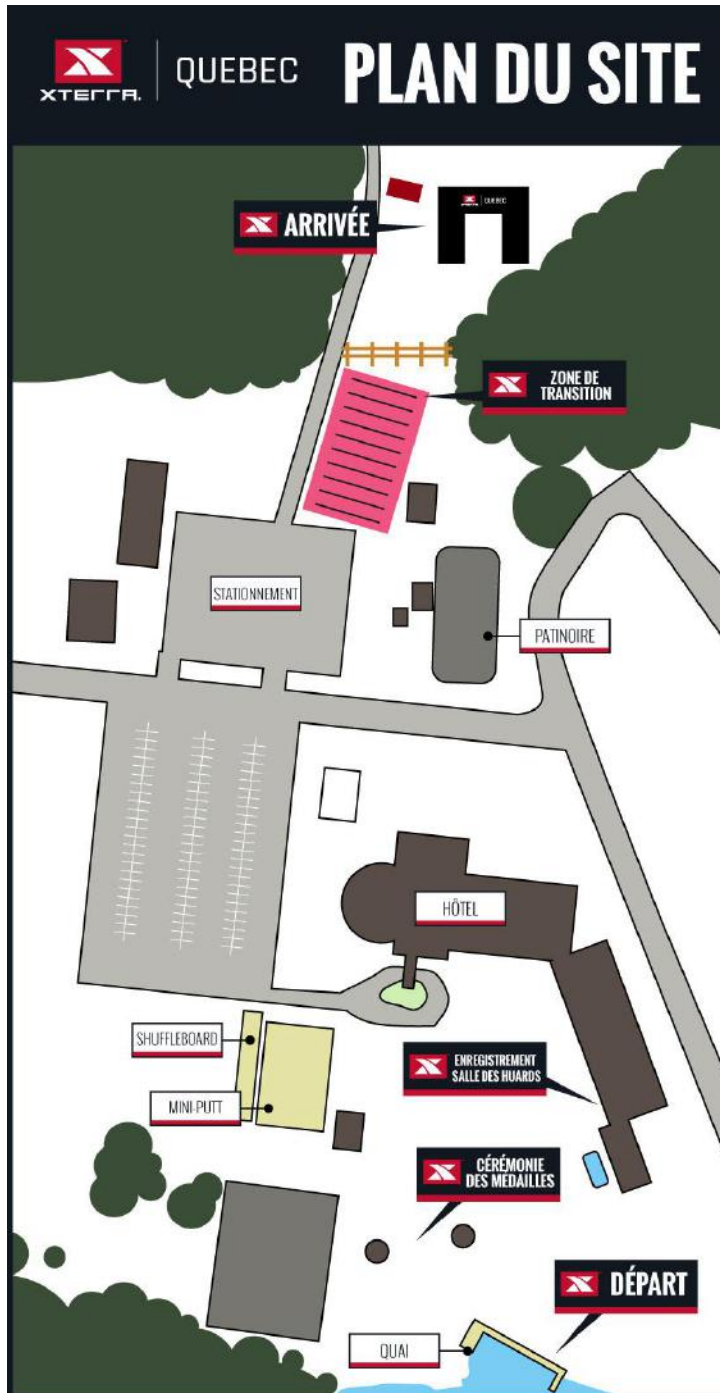 XTERRA.
QUEBEC
PLAN DU SITE
QUEBEC
ARRIVÉE
ZONE DE
TRANSITION
STATIONNEMENT
PATINOIRE
HÔTEL
SHUFFLEBOARD
ENREGISTREMENT
SALLE DES HUARDS
MINI-PUTT
CÉRÉMONIE
DES MÉDAILLES
DÉPART
QUAI